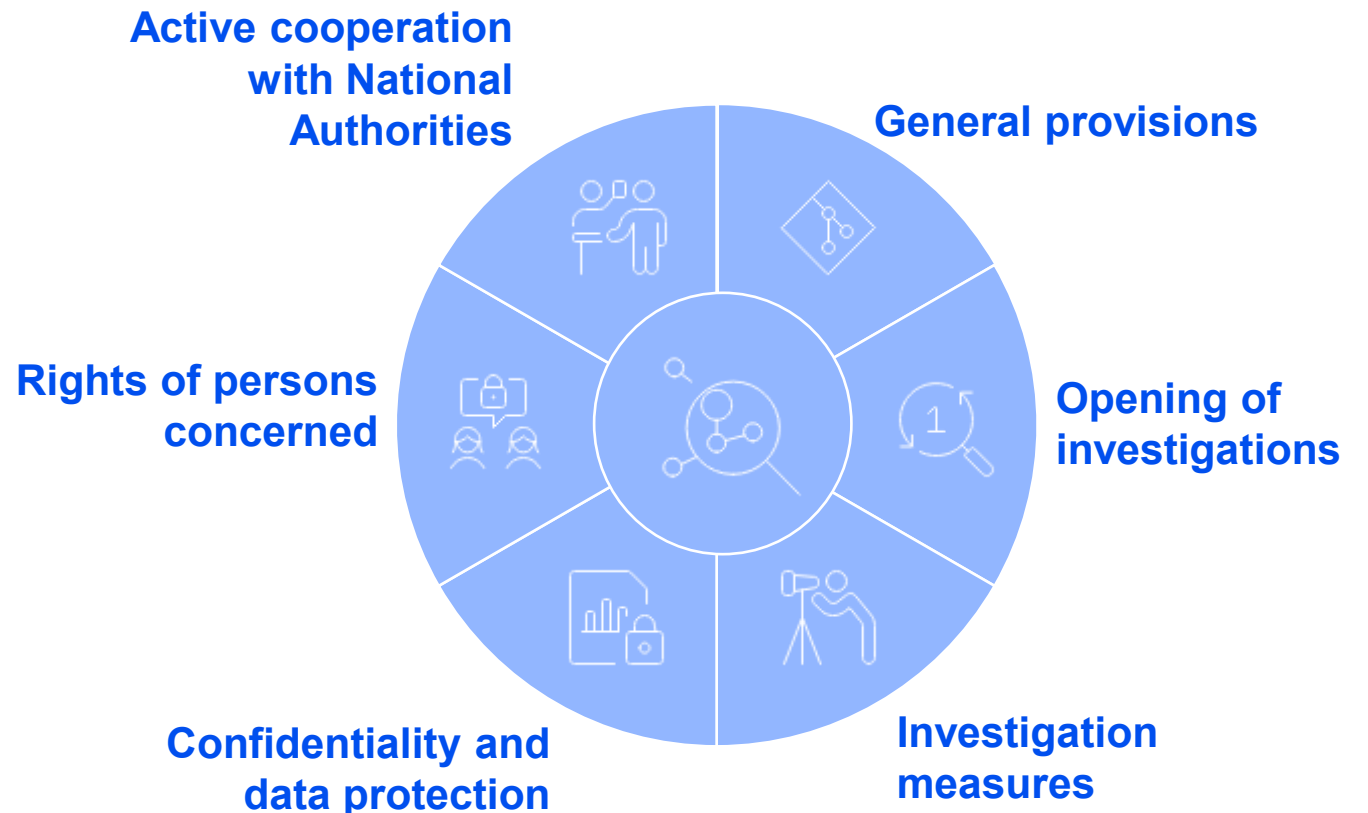 Active cooperation
with National
Authorities
General provisions
Opening of
investigations
Investigation
measures
Confidentiality and
data protection
Rights of persons
concerned
1